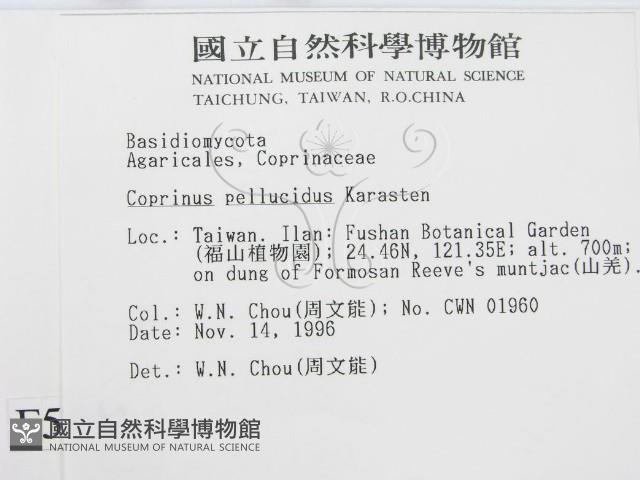 國立自然科學博物館
NATIONAL MUSEUM OF NATURAL SCIENCE
TAICHUNG, TAIWAN, R.O.CHINA
Basidiomycota
Agaricales, Coprinaceae
Coprinus pellucidus Karasten
Loc.: Taiwan. Ilan: Fushan Botanical Garden
(福山植物園); 24.46N, 121.35E; alt. 700m;
on dung of Formosan Reeve's muntjac(山羌).
Col.: W.N. Chou(周文能); No. CWN 01960
Date: Nov. 14, 1996
Det.: W.N. Chou(周文能)
國立自然科學博物館
NATIONAL MUSEUM OF NATURAL SCIENCE